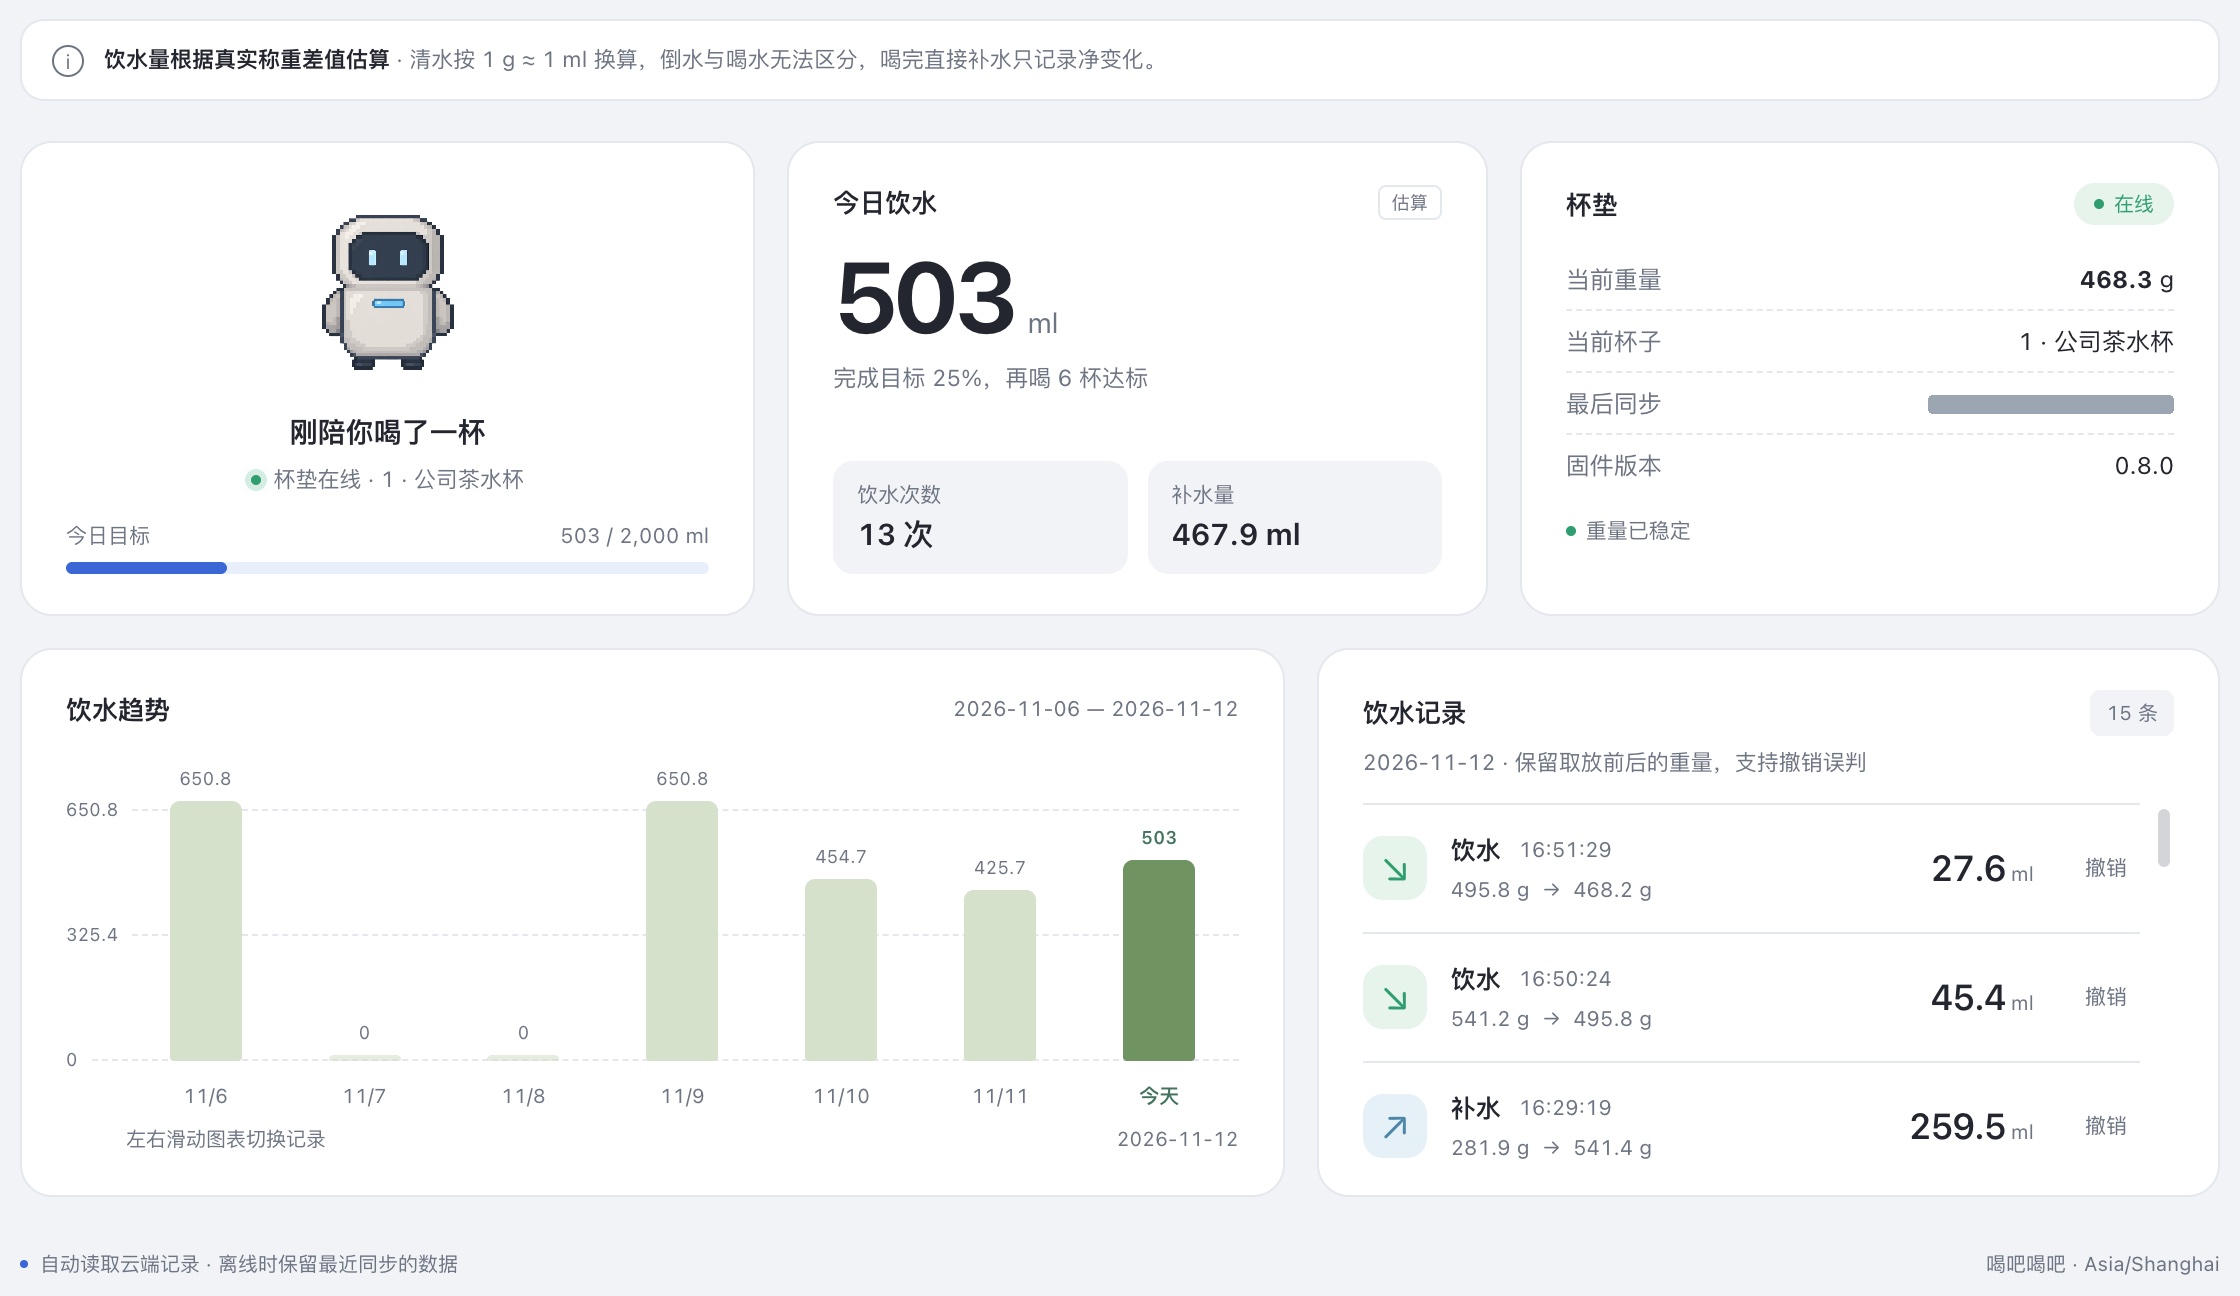 饮水量根据真实称重差值估算 · 清水按 1 g ≈ 1 ml 换算，倒水与喝水无法区分，喝完直接补水只记录净变化。
刚陪你喝了一杯
杯垫在线 · 1 · 公司茶水杯
今日目标 503 / 2,000 ml
今日饮水 估算
503 ml
完成目标 25%，再喝 6 杯达标
饮水次数
13 次
补水量
467.9 ml
杯垫 在线
当前重量 468.3 g
当前杯子 1 · 公司茶水杯
最后同步
固件版本 0.8.0
重量已稳定
饮水趋势 2026-11-06 — 2026-11-12
650.8 650.8
650.8
503
454.7
425.7
325.4
0 0
0
11/6 11/7 11/8 11/9 11/10 11/11 今天
左右滑动图表切换记录 2026-11-12
饮水记录 15 条
2026-11-12 · 保留取放前后的重量，支持撤销误判
饮水 16:51:29
495.8 g → 468.2 g
27.6 ml 撤销
饮水 16:50:24
541.2 g → 495.8 g
45.4 ml 撤销
补水 16:29:19
281.9 g → 541.4 g
259.5 ml 撤销
自动读取云端记录 · 离线时保留最近同步的数据
喝吧喝吧 · Asia/Shanghai